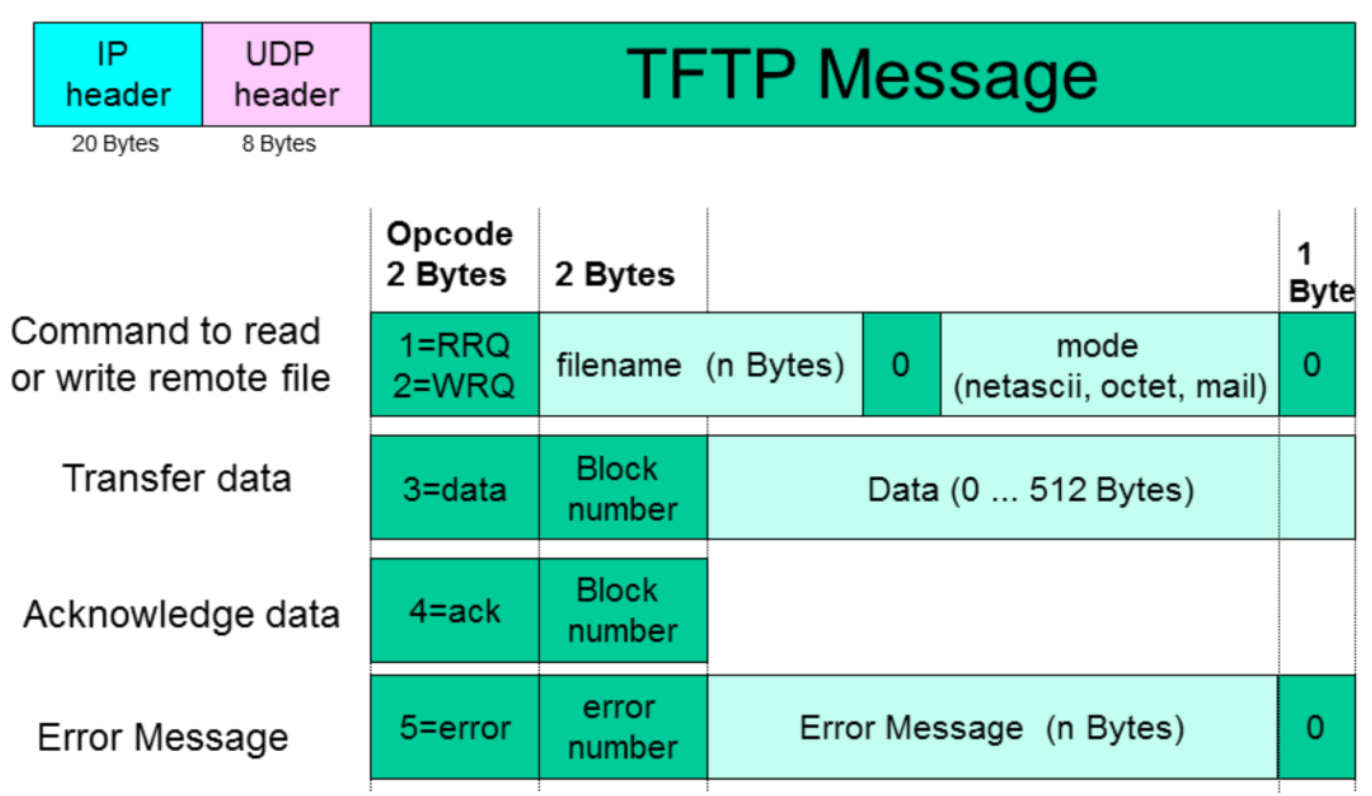 IP
header
UDP
header
TFTP Message
20 Bytes
8 Bytes
Opcode
2 Bytes
2 Bytes
1
Byte
Command to read
or write remote file
1=RRQ
2=WRQ
filename (n Bytes)
0
mode
(netascii, octet, mail)
0
Transfer data
3=data
Block
number
Data (0 ... 512 Bytes)
Acknowledge data
4=ack
Block
number
Error Message
5=error
error
number
Error Message (n Bytes)
0